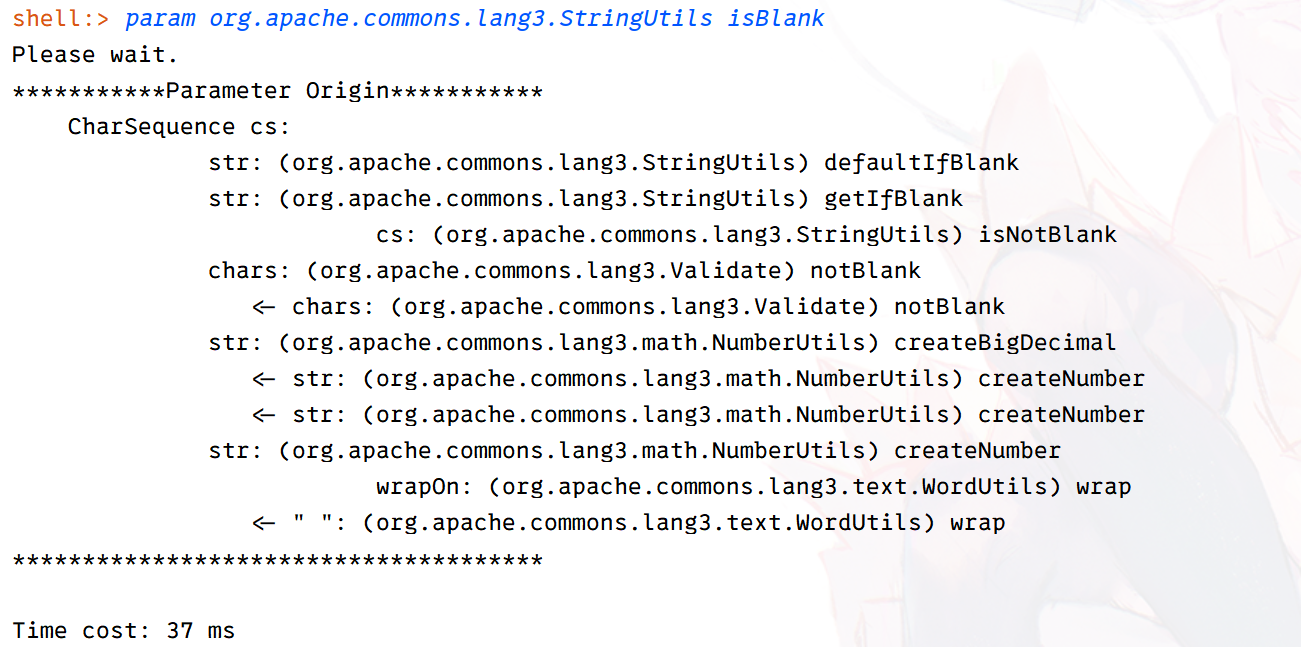 shell:> param org.apache.commons.lang3.StringUtils isBlank
Please wait.
***********Parameter Origin***********
CharSequence cs:
str: (org.apache.commons.lang3.StringUtils) defaultIfBlank
str: (org.apache.commons.lang3.StringUtils) getIfBlank
cs: (org.apache.commons.lang3.StringUtils) isNotBlank
chars: (org.apache.commons.lang3.Validate) notBlank
<- chars: (org.apache.commons.lang3.Validate) notBlank
str: (org.apache.commons.lang3.math.NumberUtils) createBigDecimal
<- str: (org.apache.commons.lang3.math.NumberUtils) createNumber
<- str: (org.apache.commons.lang3.math.NumberUtils) createNumber
str: (org.apache.commons.lang3.math.NumberUtils) createNumber
wrapOn: (org.apache.commons.lang3.text.WordUtils) wrap
<- " ": (org.apache.commons.lang3.text.WordUtils) wrap
**************************************
Time cost: 37 ms